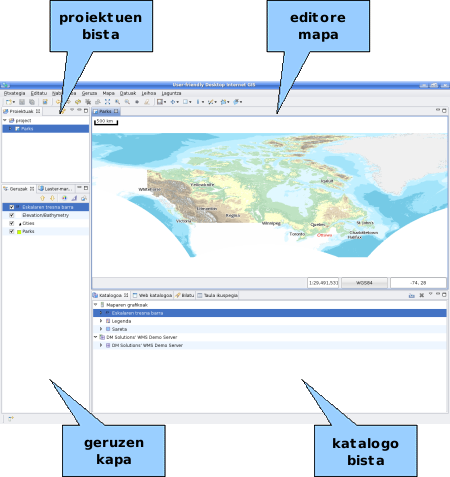 proiektuen
bista
editore
mapa
User-friendly Desktop Internet GIS
Fitxategia Editatu Nabigatu Geruza Mapa Datuak Leihoa Laguntza
Proiektuak
project
Parks
Parks
500 km
Whitehorse
Yellowknife
Iqaluit
Edmonton
Victoria
Regina
Winnipeg
Toronto
Ottawa
Quebec
St. John's
Charlottetown
Halifax
1:29,491,531
WGS84
-74, 28
Geruzak
Eskalaren tresna barra
Elevation/Bathymetry
Cities
Parks
Katalogoa
Web katalogoa
Bilatu
Taula ikuspegia
Maparen grafikoak
Eskalaren tresna barra
Legenda
Sareta
DM Solutions' WMS Demo Server
DM Solutions' WMS Demo Server
geruzen
kapa
katalogo
bista